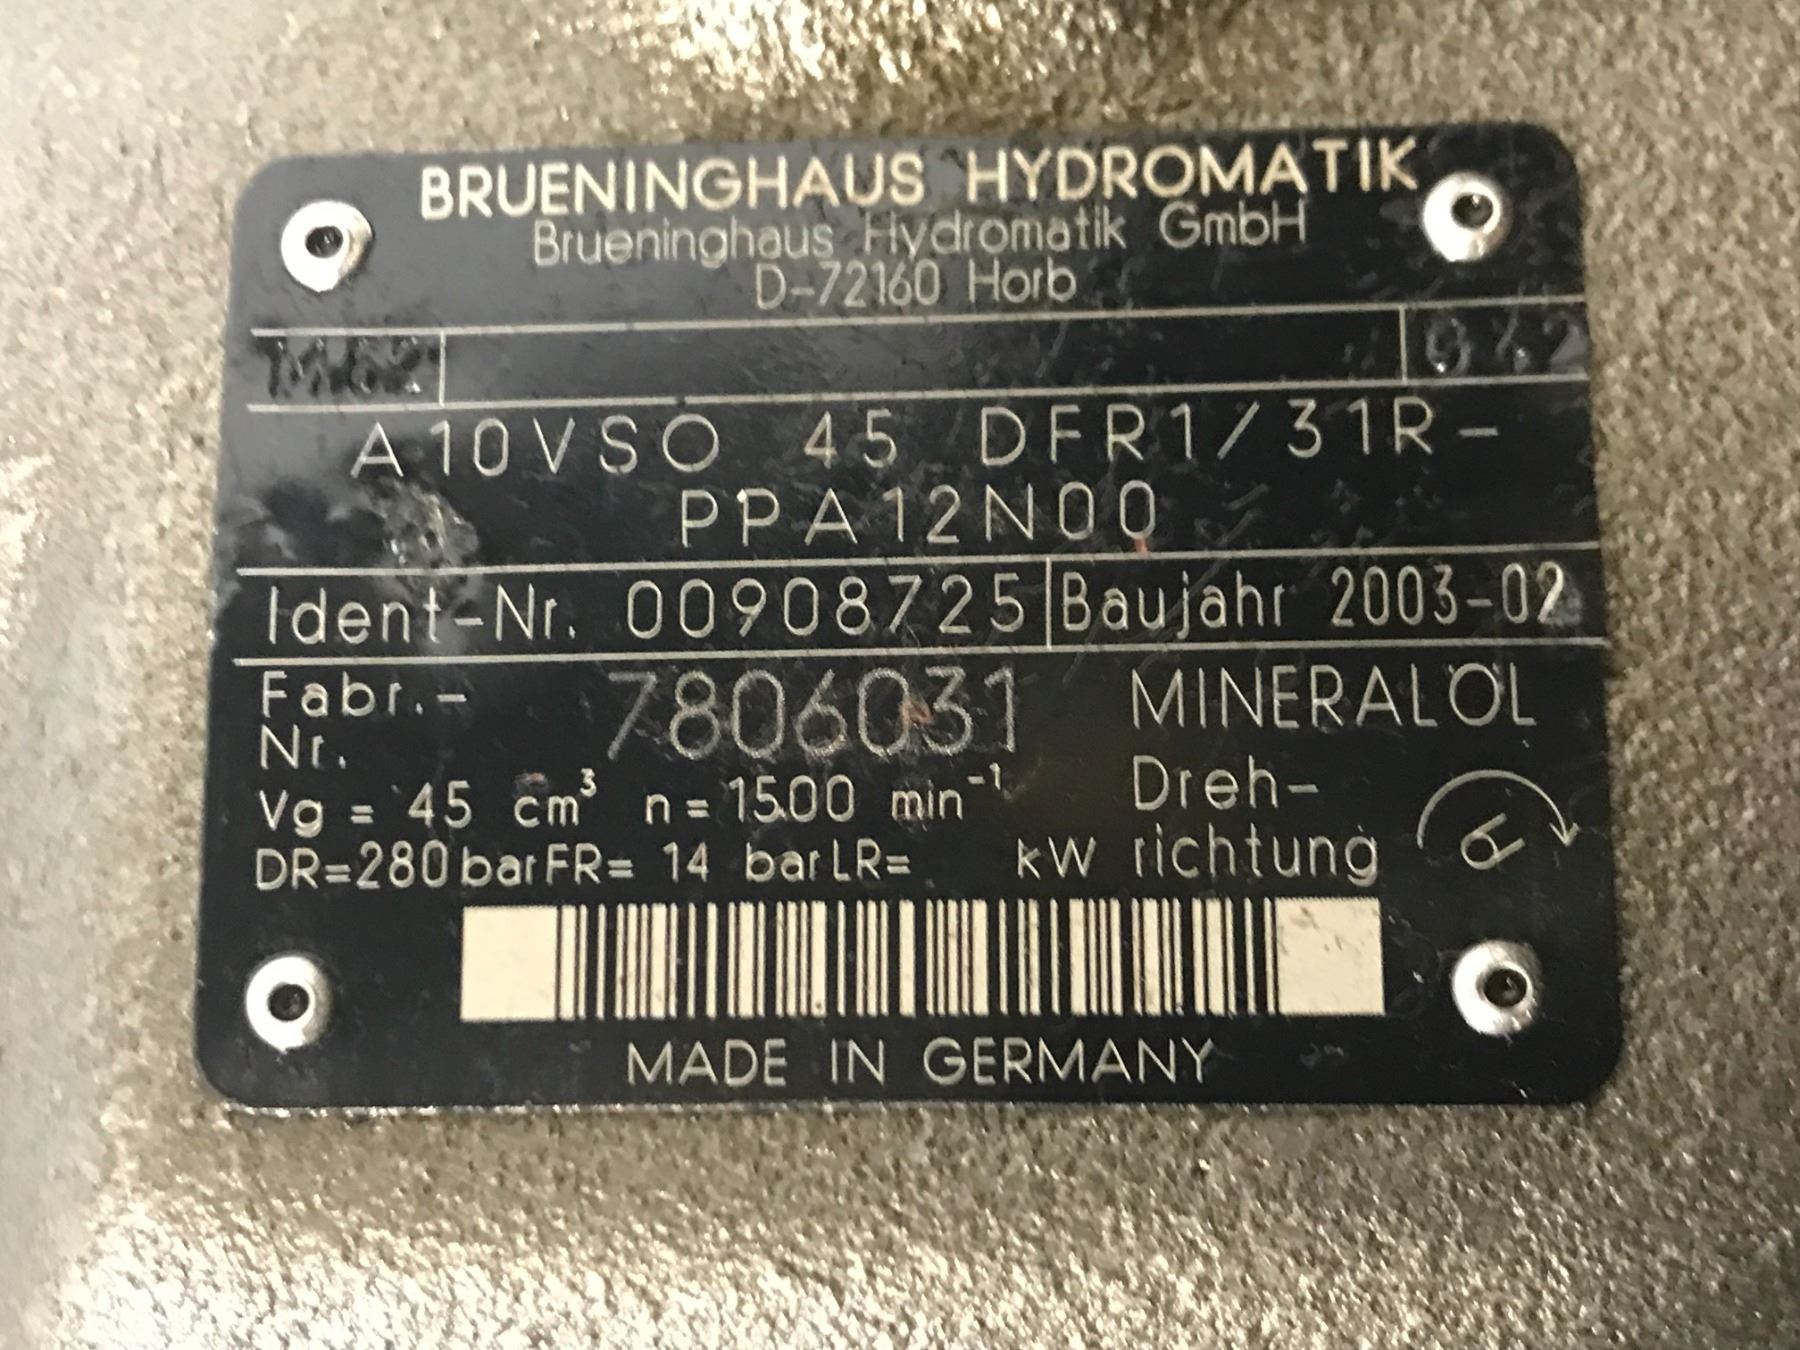 BRUENINGHAUS HYDROMATIK
Brueninghaus Hydromatik GmbH
D-72160 Horb
A10VSO 45 DFR1/31R-
PPA12N00
Ident-Nr. 00908725 Baujahr 2003-02
Fabr.-
Nr. 7806031 MINERALÖL
Vg = 45 cm³ n = 1500 min⁻¹ Dreh-
DR=280 bar FR= 14 bar LR= kW richtung
MADE IN GERMANY